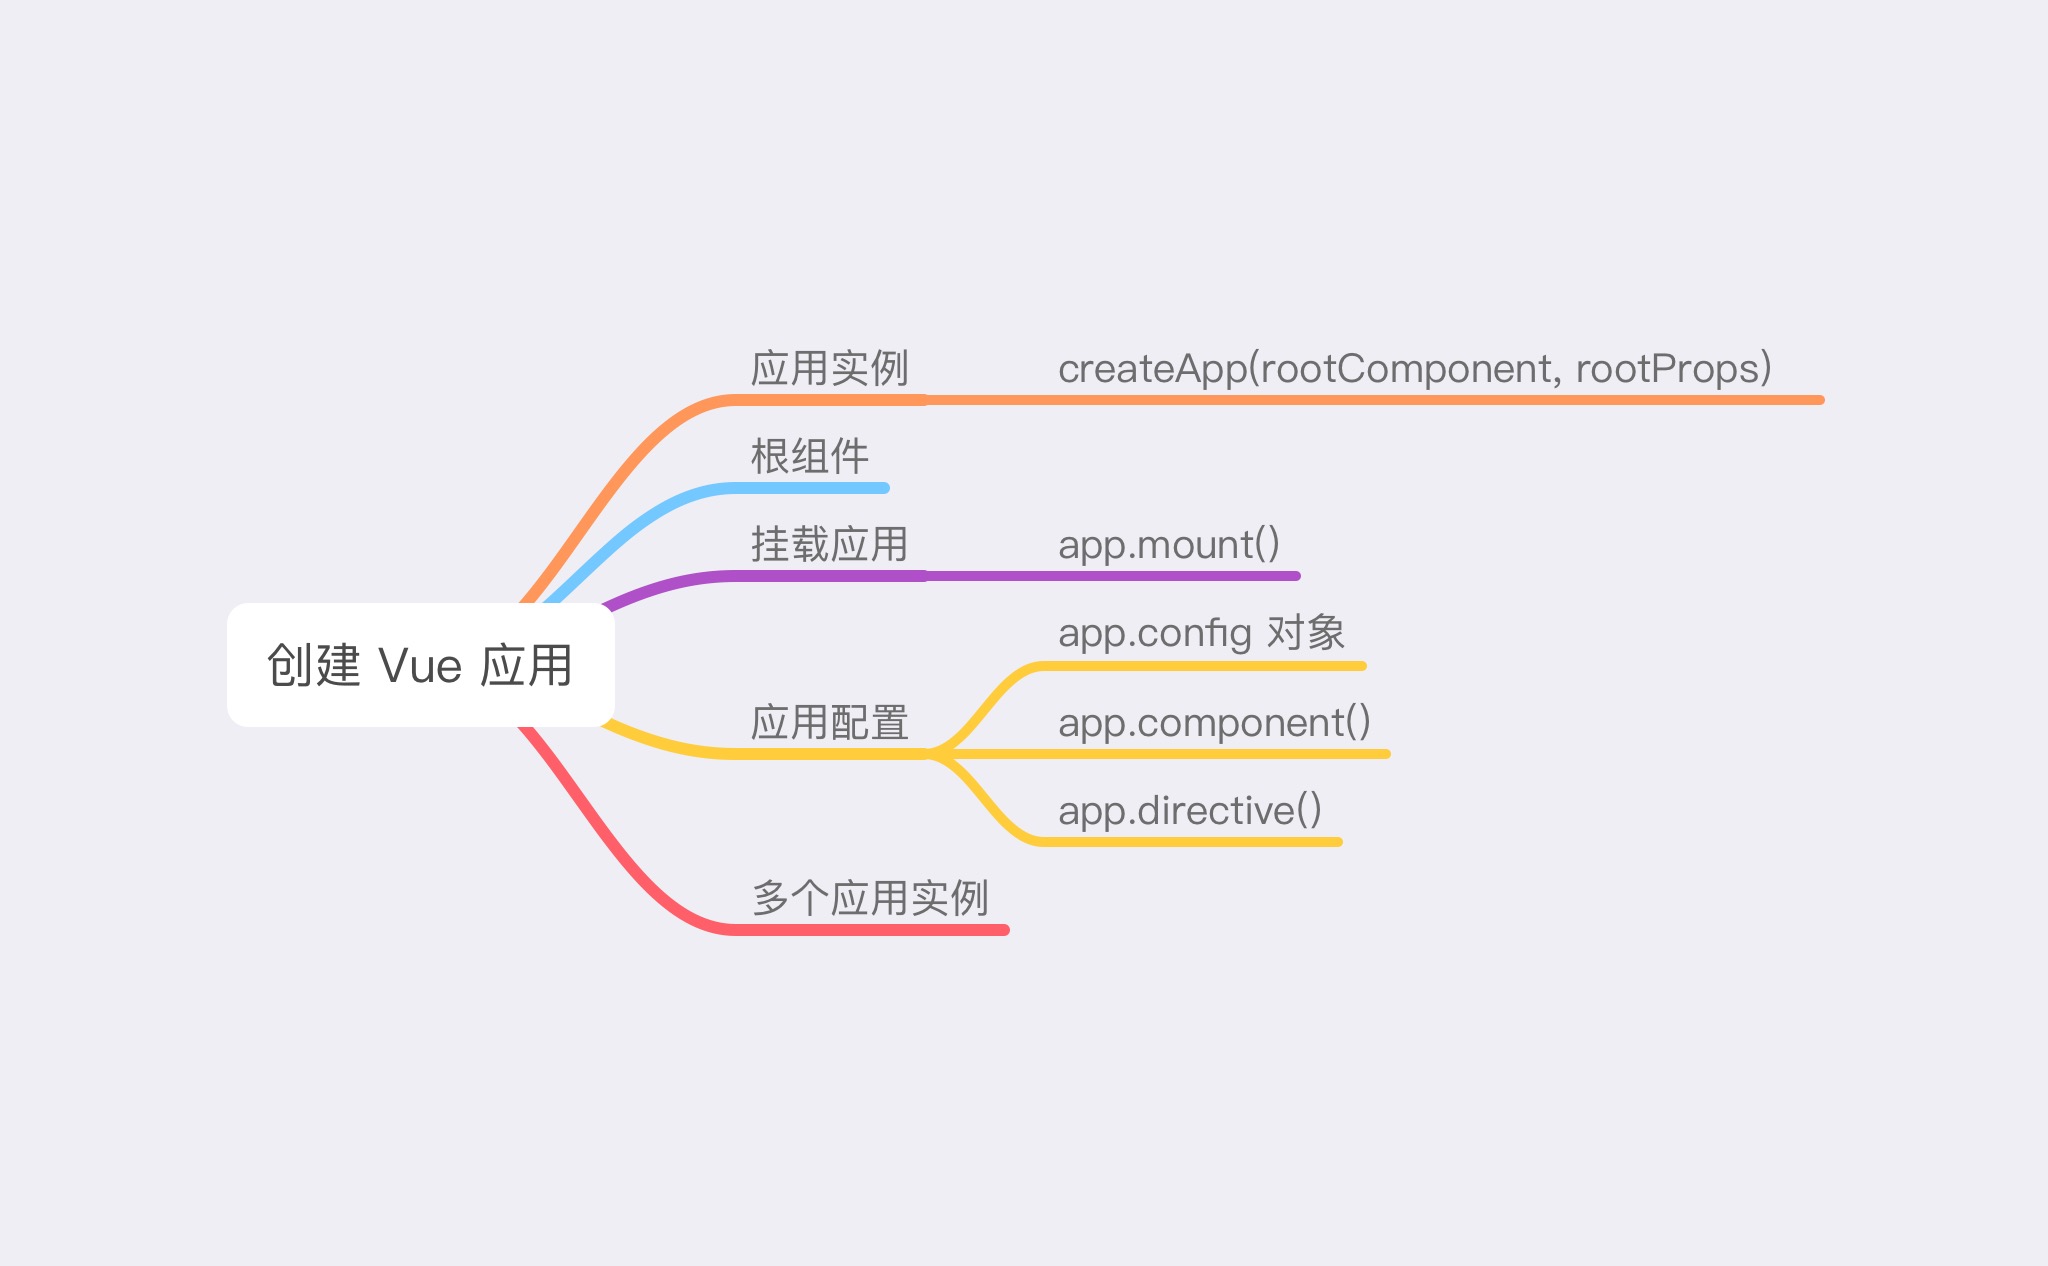 创建 Vue 应用
应用实例
createApp(rootComponent, rootProps)
根组件
挂载应用
app.mount()
应用配置
app.config 对象
app.component()
app.directive()
多个应用实例